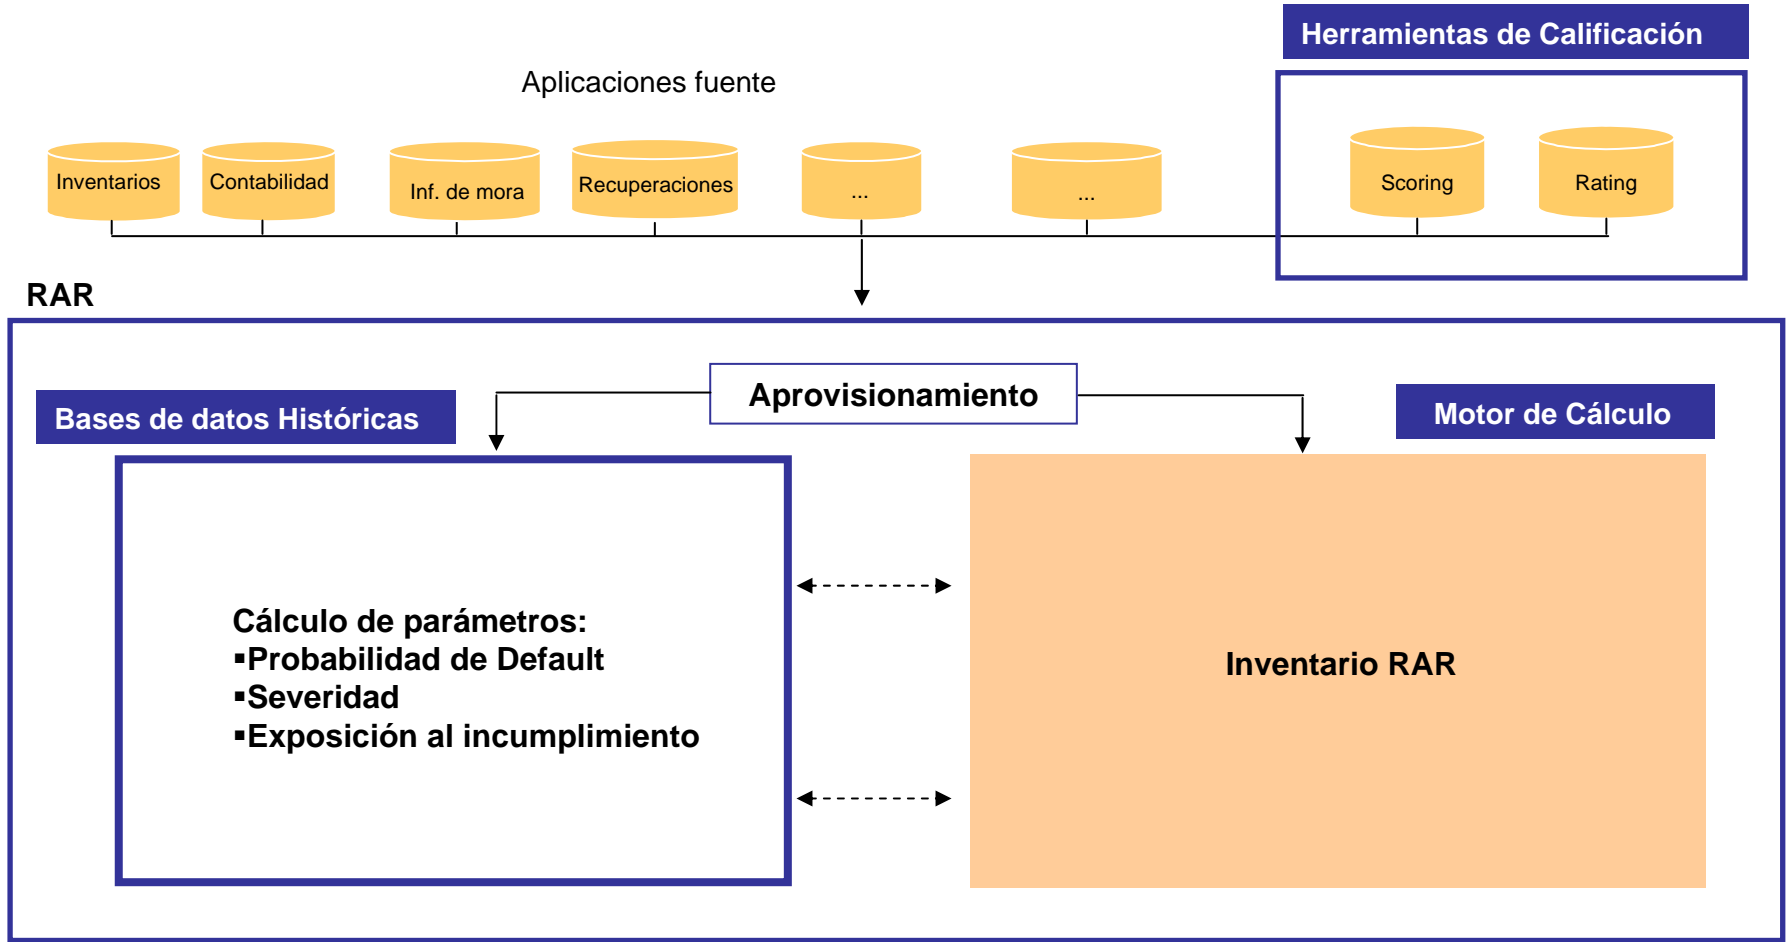 Herramientas de Calificación
Aplicaciones fuente
Inventarios
Contabilidad
Inf. de mora
Recuperaciones
...
...
Scoring
Rating
RAR
Aprovisionamiento
Bases de datos Históricas
Motor de Cálculo
Cálculo de parámetros:
▪Probabilidad de Default
▪Severidad
▪Exposición al incumplimiento
Inventario RAR